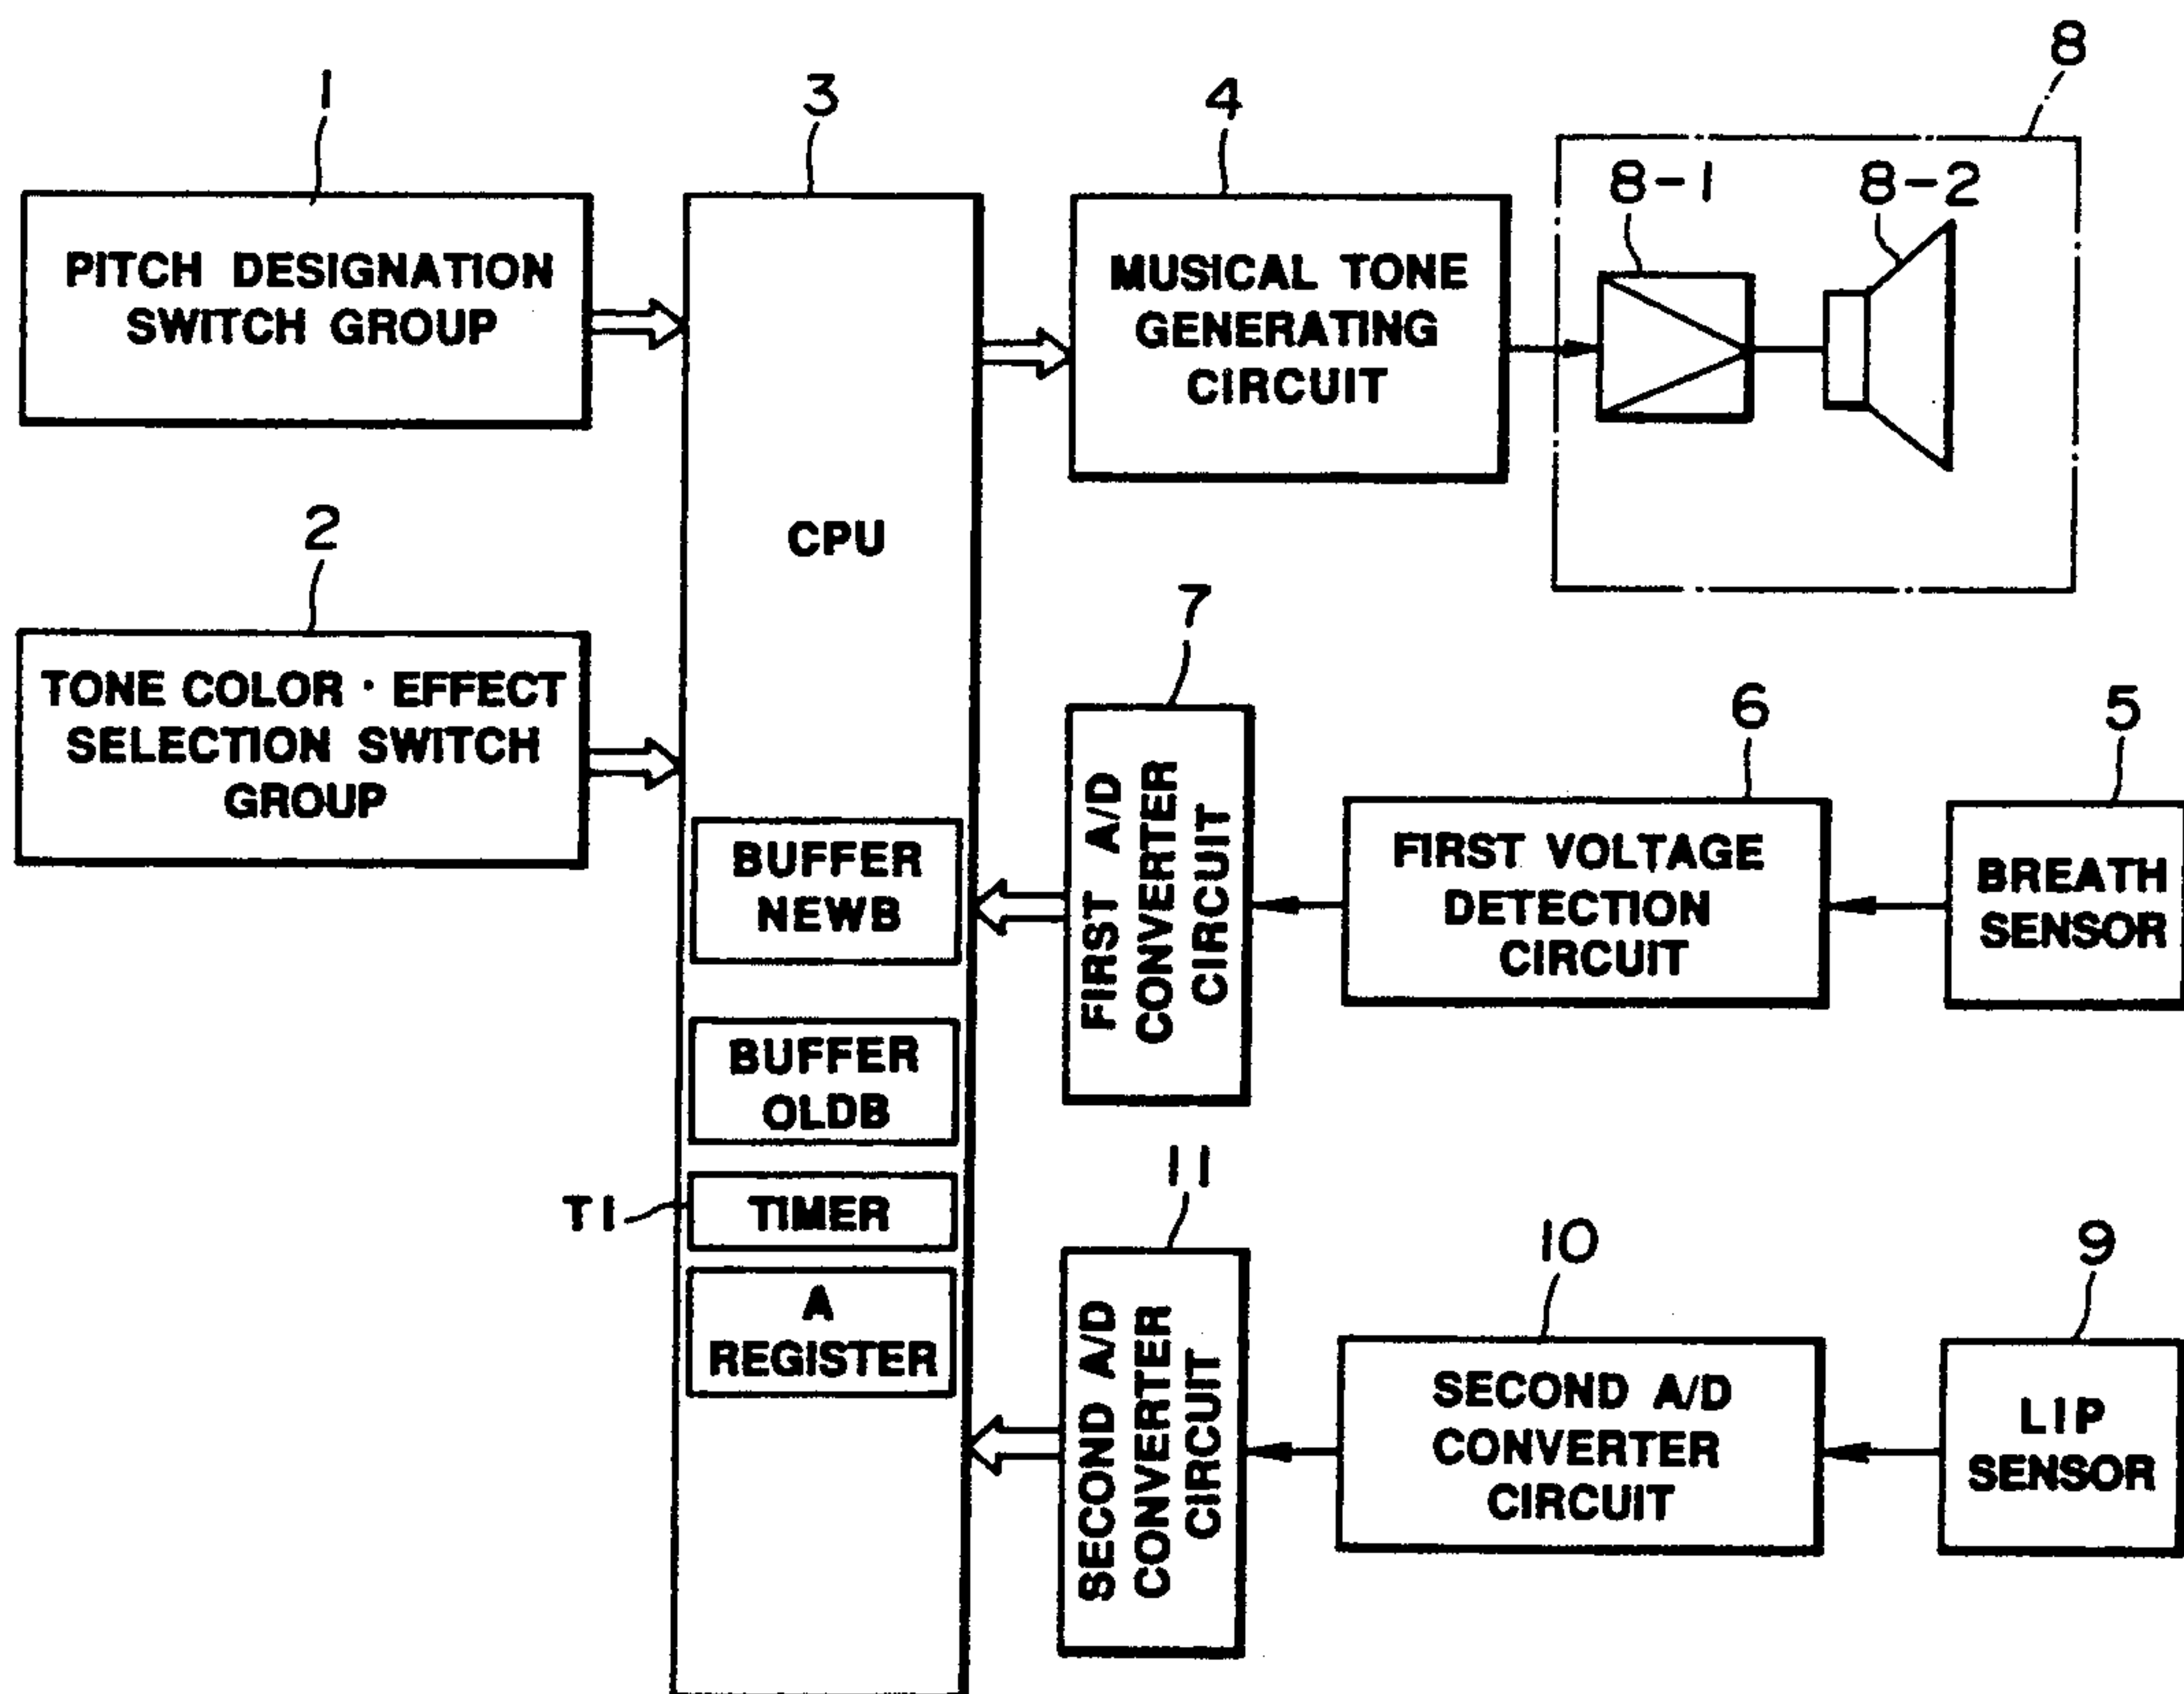 1
PITCH DESIGNATION
SWITCH GROUP
2
TONE COLOR · EFFECT
SELECTION SWITCH
GROUP
3
CPU
BUFFER
NEWB
BUFFER
OLDB
T1
TIMER
A
REGISTER
4
MUSICAL TONE
GENERATING
CIRCUIT
8
8-1
8-2
7
FIRST A/D
CONVERTER
CIRCUIT
6
FIRST VOLTAGE
DETECTION
CIRCUIT
5
BREATH
SENSOR
11
SECOND A/D
CONVERTER
CIRCUIT
10
SECOND A/D
CONVERTER
CIRCUIT
9
LIP
SENSOR